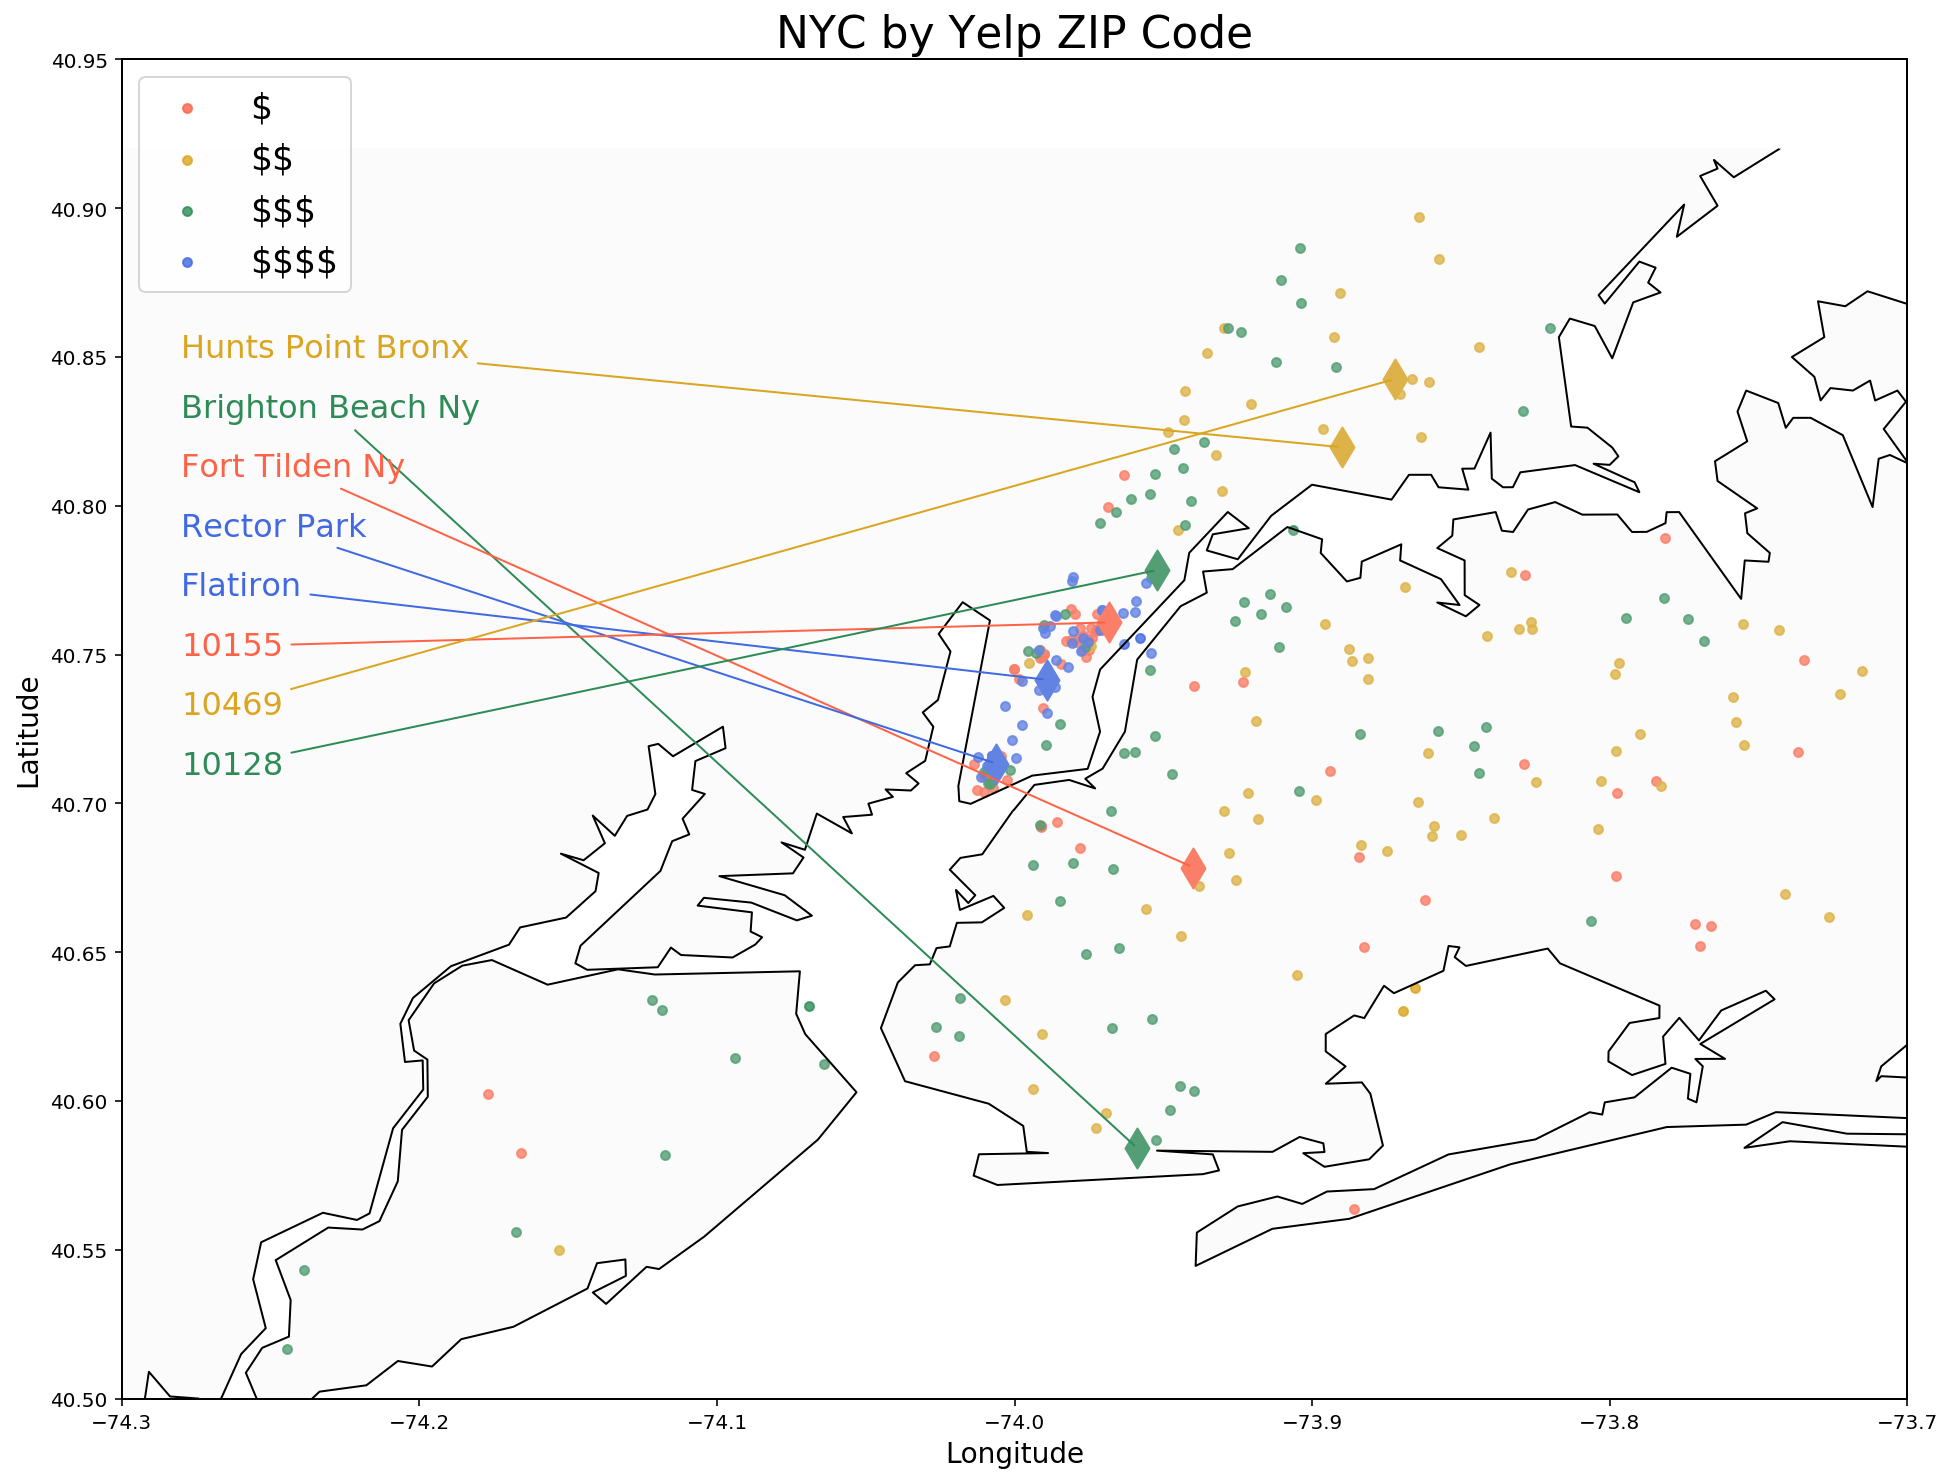 NYC by Yelp ZIP Code
40.95
40.90
40.85
40.80
40.75
40.70
40.65
40.60
40.55
40.50
Latitude
$
$$
$$$
$$$$
Hunts Point Bronx
Brighton Beach Ny
Fort Tilden Ny
Rector Park
Flatiron
10155
10469
10128
−74.3 −74.2 −74.1 −74.0 −73.9 −73.8 −73.7
Longitude